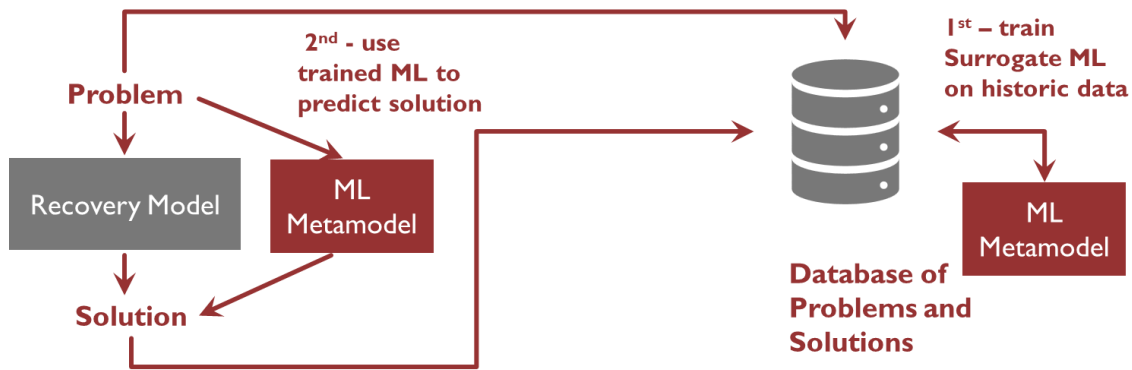 2nd - use
trained ML to
predict solution
1st – train
Surrogate ML
on historic data
Problem
Recovery Model
ML
Metamodel
ML
Metamodel
Solution
Database of
Problems and
Solutions